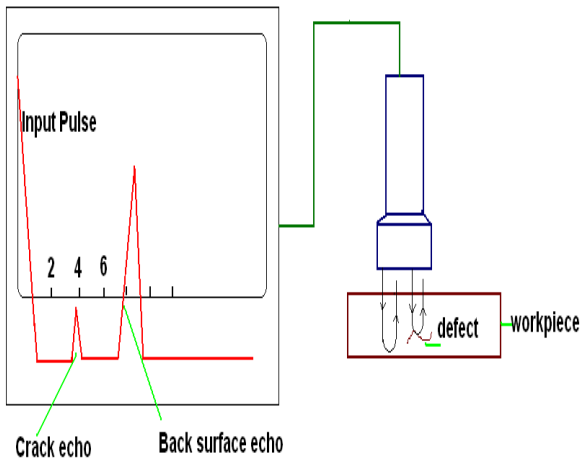 Input Pulse
2 4 6
defect
workpiece
Crack echo
Back surface echo